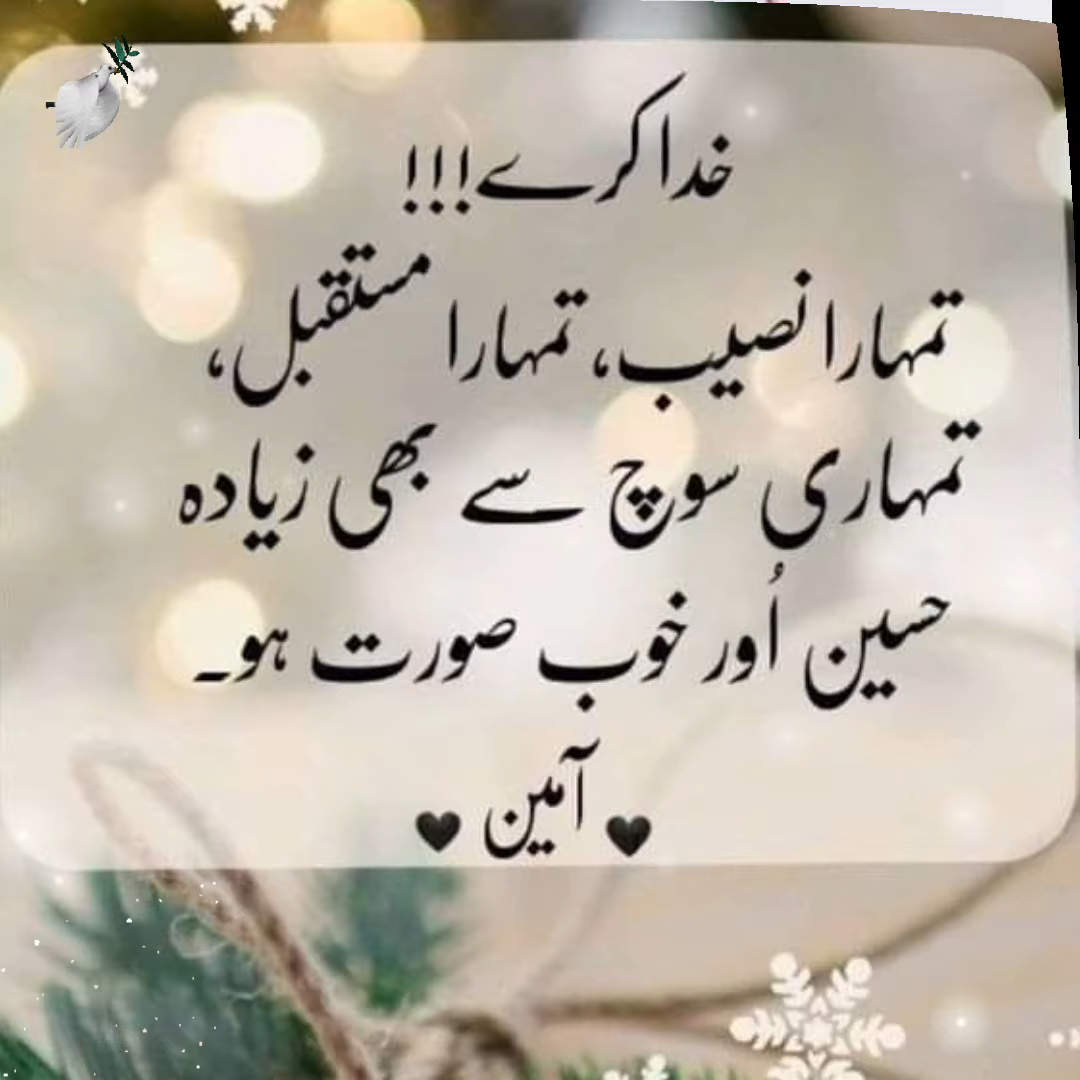 خدا کرے!!!
تمہارا نصیب، تمہارا مستقبل،
تمہاری سوچ سے بھی زیادہ
حسین اُور خوب صورت ہو۔
🖤 آمین 🖤